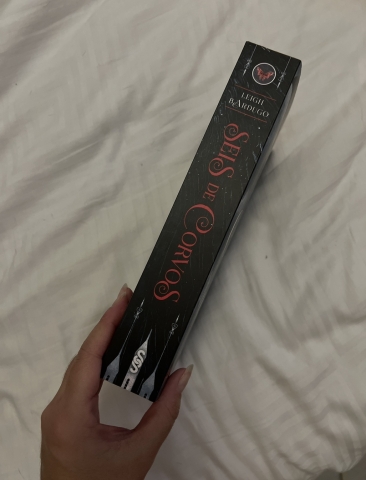 LEIGH
BARDUGO
SEIS DE CORVOS